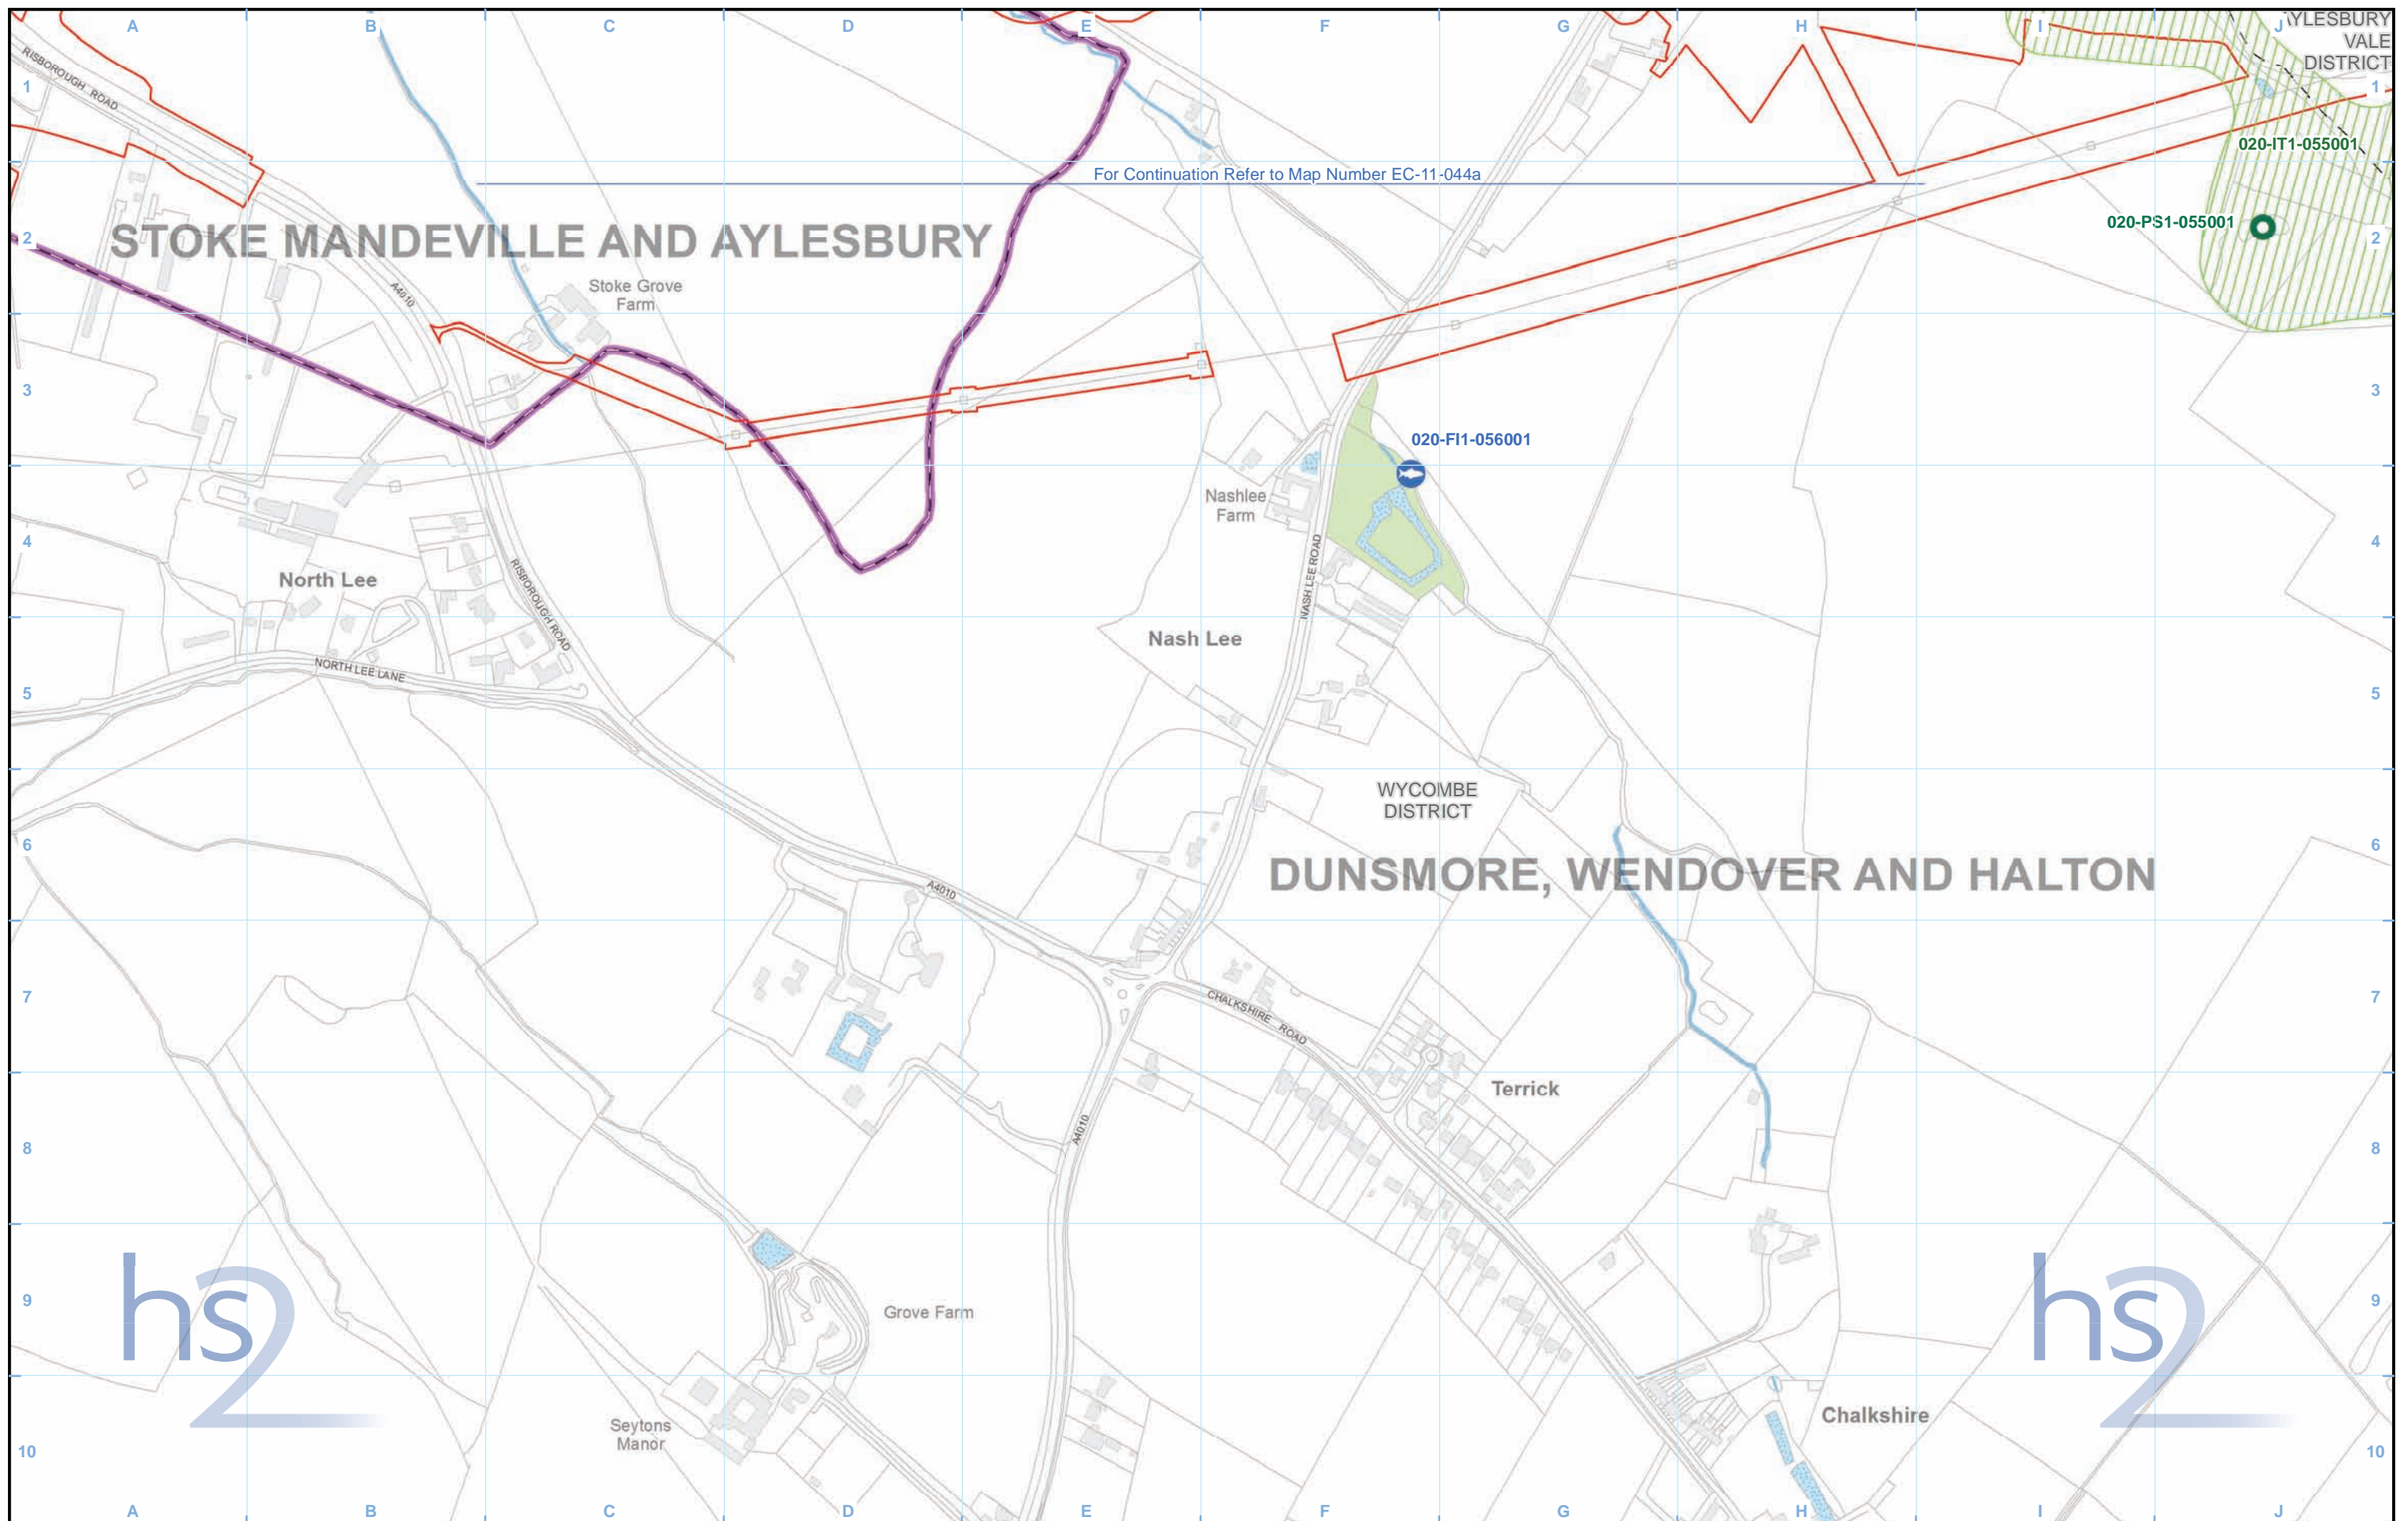 A B C D E F G H I J
AYLESBURY
VALE
DISTRICT
RISBOROUGH ROAD
1 1
020-IT1-055001
For Continuation Refer to Map Number EC-11-044a
020-PS1-055001
2 2
STOKE MANDEVILLE AND AYLESBURY
A4010
Stoke Grove
Farm
3 3
020-FI1-056001
Nashlee
Farm
4 4
NASH LEE ROAD
North Lee
RISBOROUGH ROAD
Nash Lee
NORTH LEE LANE
5 5
WYCOMBE
DISTRICT
6 6
DUNSMORE, WENDOVER AND HALTON
A4010
7 7
CHALKSHIRE ROAD
Terrick
A4010
8 8
hs2 hs2
9 9
Grove Farm
Chalkshire
Seytons
Manor
10 10
A B C D E F G H I J